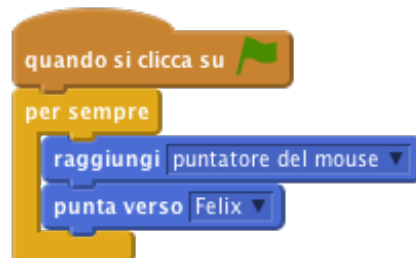 quando si clicca su
per sempre
raggiungi puntatore del mouse
punta verso Felix